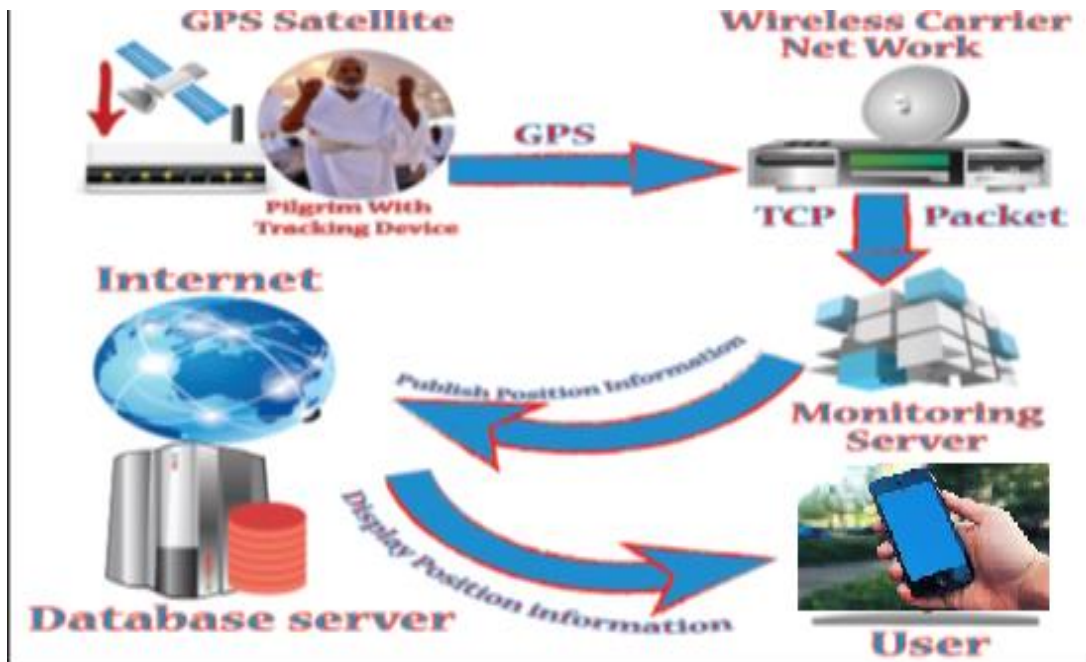 GPS Satellite
Wireless Carrier
Net Work
GPS
Pilgrim With
Tracking Device
TCP Packet
Internet
Publish Position Information
Monitoring
Server
Display Position Information
Database server
User